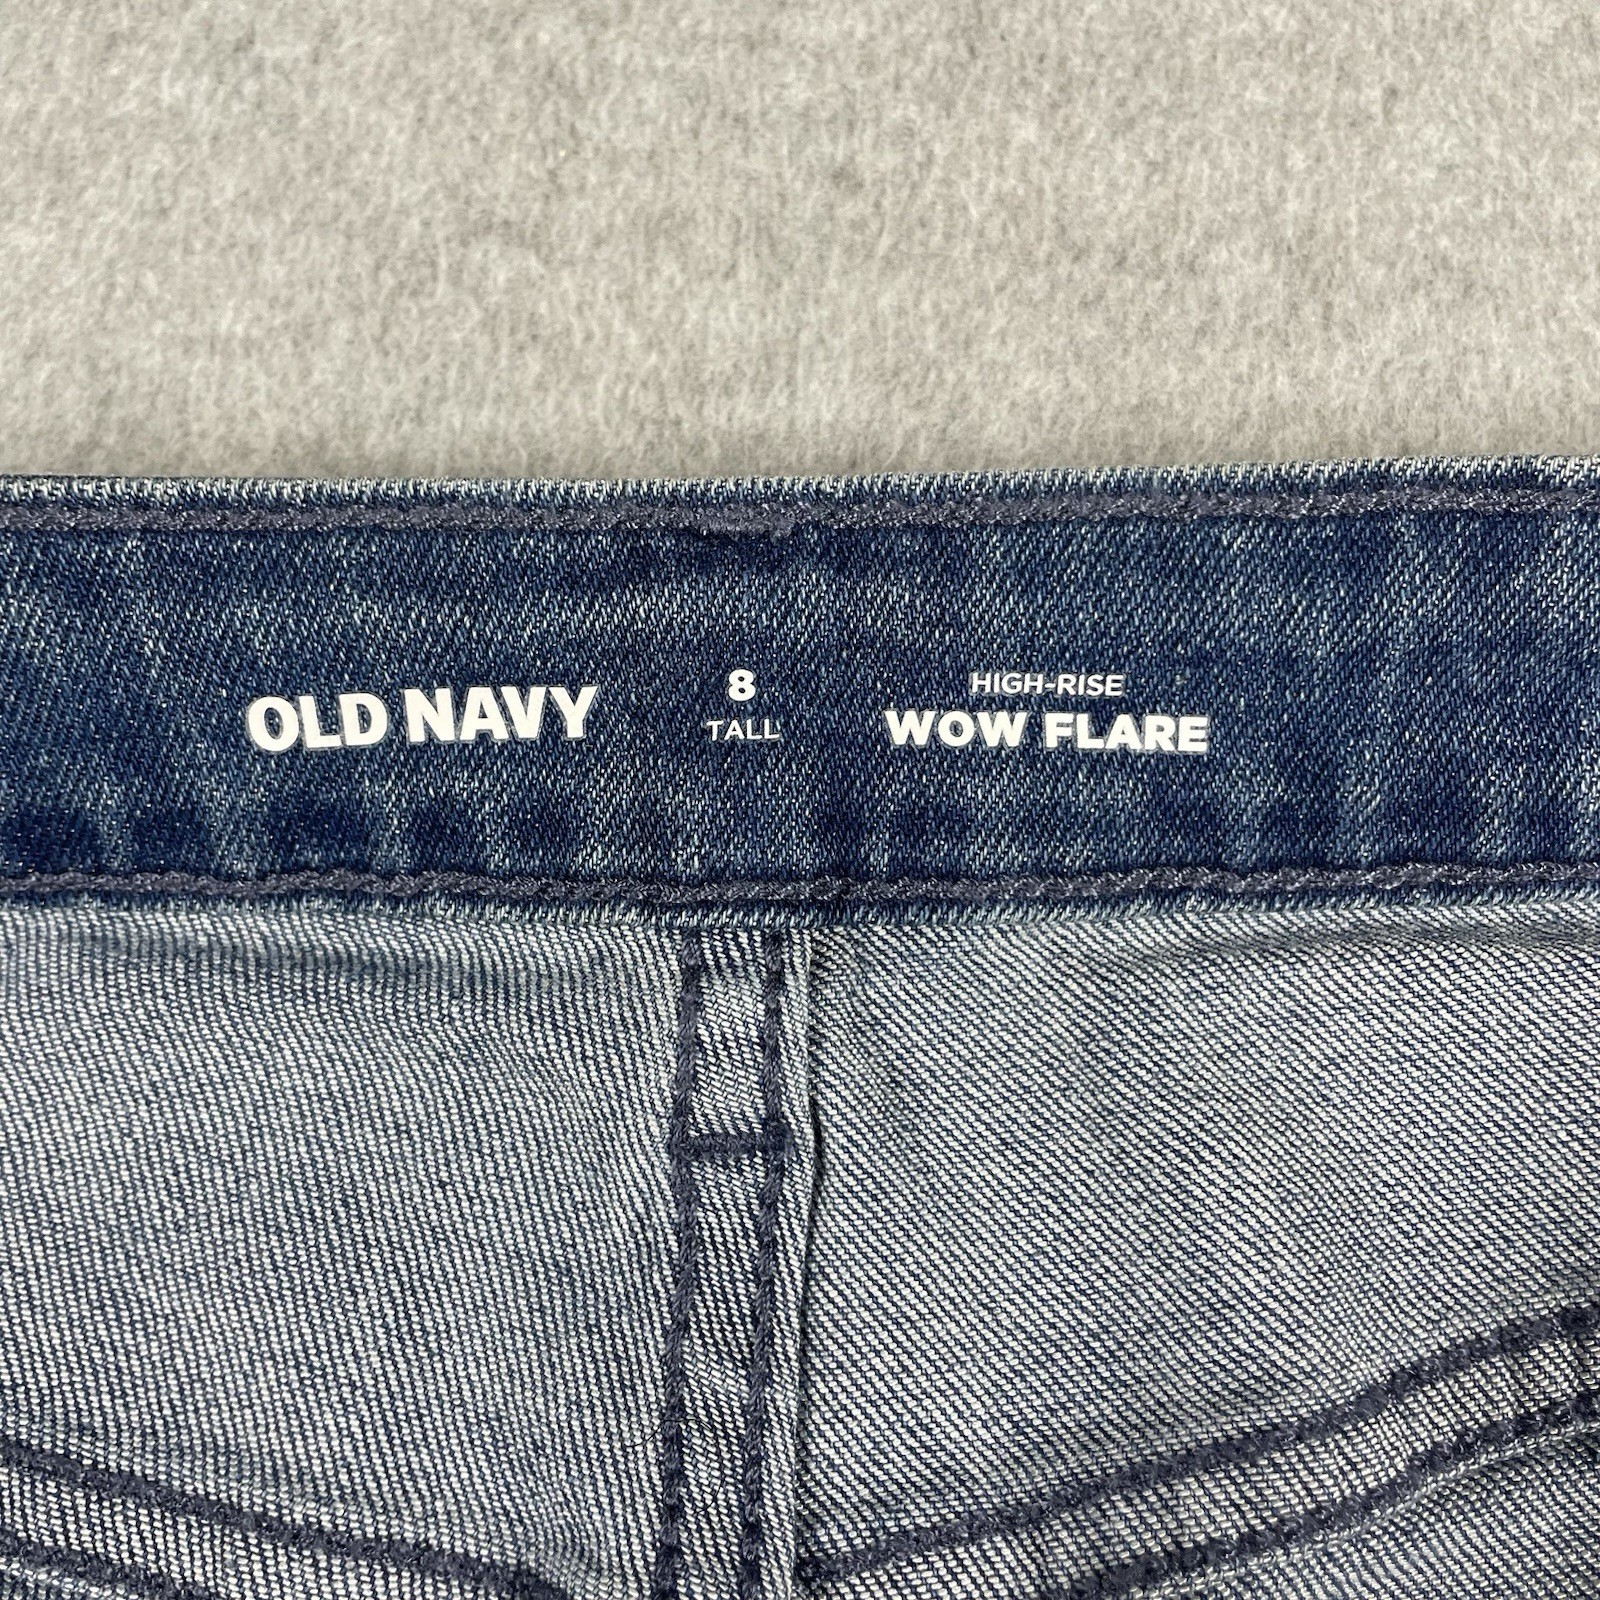 OLD NAVY
8
TALL
HIGH-RISE
WOW FLARE